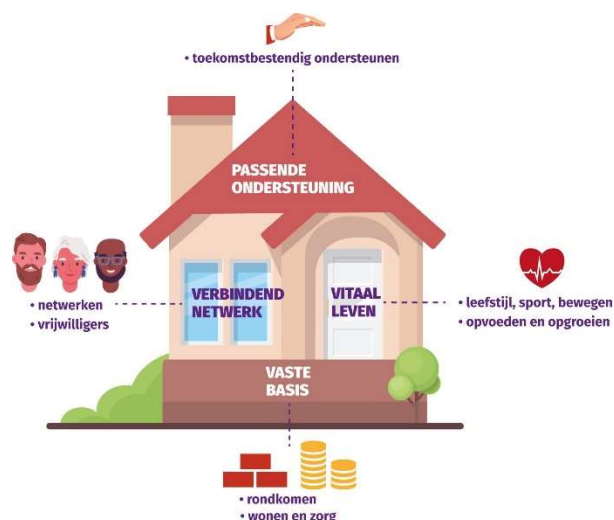 • toekomstbestendig ondersteunen
PASSENDE
ONDERSTEUNING
VERBINDEND
NETWERK
VITAAL
LEVEN
• netwerken
• vrijwilligers
• leefstijl, sport, bewegen
• opvoeden en opgroeien
VASTE
BASIS
• rondkomen
• wonen en zorg